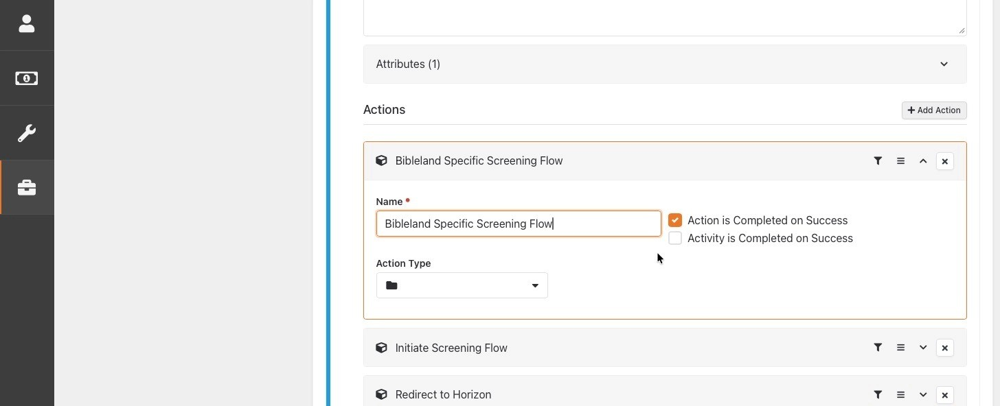 Attributes (1)
Actions
Add Action
Bibleland Specific Screening Flow
Name
Bibleland Specific Screening Flow
Action is Completed on Success
Activity is Completed on Success
Action Type
Initiate Screening Flow
Redirect to Horizon